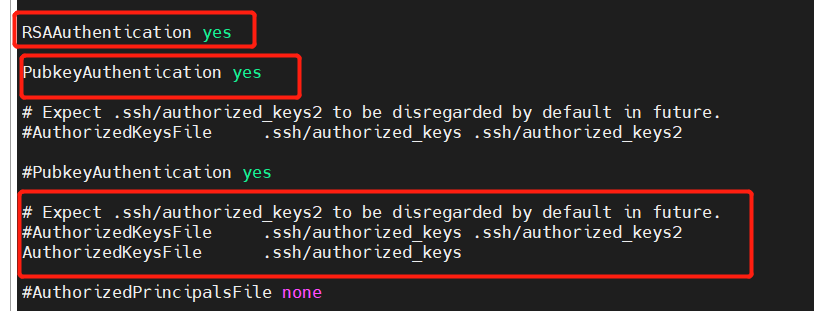 RSAAuthentication yes
PubkeyAuthentication yes
# Expect .ssh/authorized_keys2 to be disregarded by default in future.
#AuthorizedKeysFile     .ssh/authorized_keys .ssh/authorized_keys2
#PubkeyAuthentication yes
# Expect .ssh/authorized_keys2 to be disregarded by default in future.
#AuthorizedKeysFile     .ssh/authorized_keys .ssh/authorized_keys2
AuthorizedKeysFile      .ssh/authorized_keys
#AuthorizedPrincipalsFile none